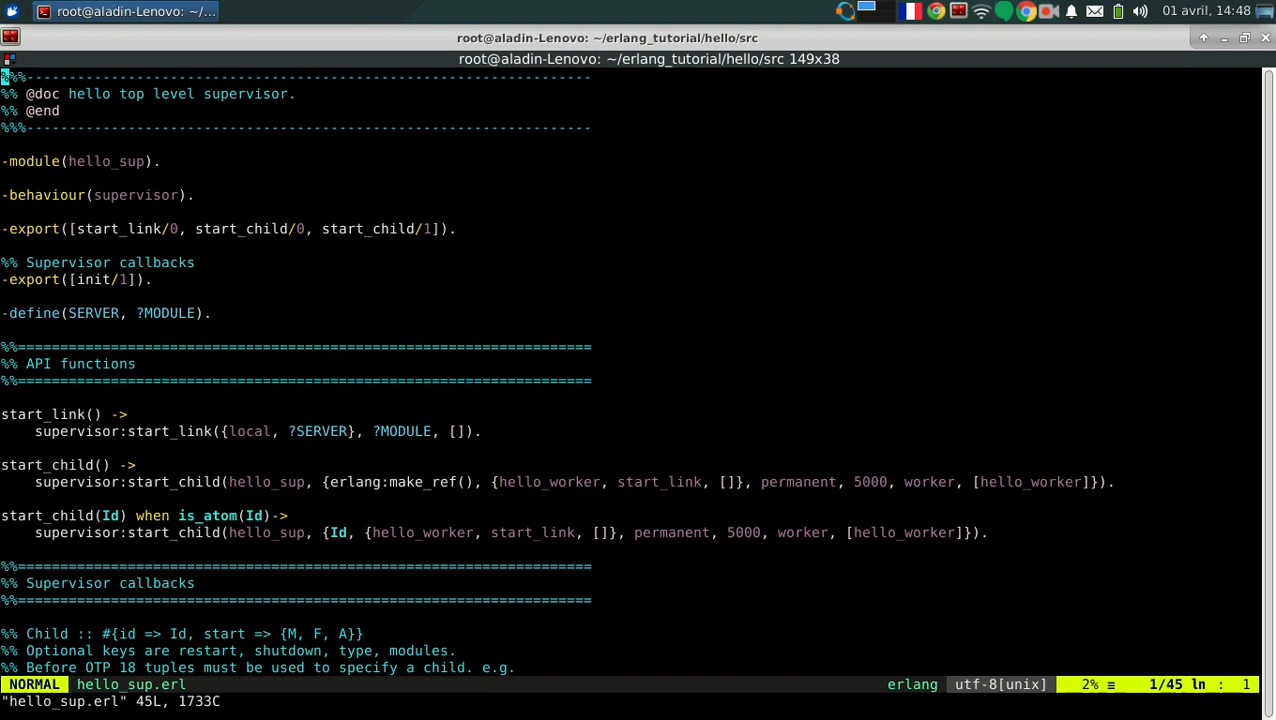 root@aladin-Lenovo: ~/...
01 avril, 14:48
root@aladin-Lenovo: ~/erlang_tutorial/hello/src
root@aladin-Lenovo: ~/erlang_tutorial/hello/src 149x38
%%%-------------------------------------------------------------------
%% @doc hello top level supervisor.
%% @end
%%%-------------------------------------------------------------------
-module(hello_sup).
-behaviour(supervisor).
-export([start_link/0, start_child/0, start_child/1]).
%% Supervisor callbacks
-export([init/1]).
-define(SERVER, ?MODULE).
%%====================================================================
%% API functions
%%====================================================================
start_link() ->
    supervisor:start_link({local, ?SERVER}, ?MODULE, []).
start_child() ->
    supervisor:start_child(hello_sup, {erlang:make_ref(), {hello_worker, start_link, []}, permanent, 5000, worker, [hello_worker]}).
start_child(Id) when is_atom(Id)->
    supervisor:start_child(hello_sup, {Id, {hello_worker, start_link, []}, permanent, 5000, worker, [hello_worker]}).
%%====================================================================
%% Supervisor callbacks
%%====================================================================
%% Child :: #{id => Id, start => {M, F, A}}
%% Optional keys are restart, shutdown, type, modules.
%% Before OTP 18 tuples must be used to specify a child. e.g.
NORMAL hello_sup.erl erlang utf-8[unix] 2% ≡ 1/45 ln : 1
"hello_sup.erl" 45L, 1733C